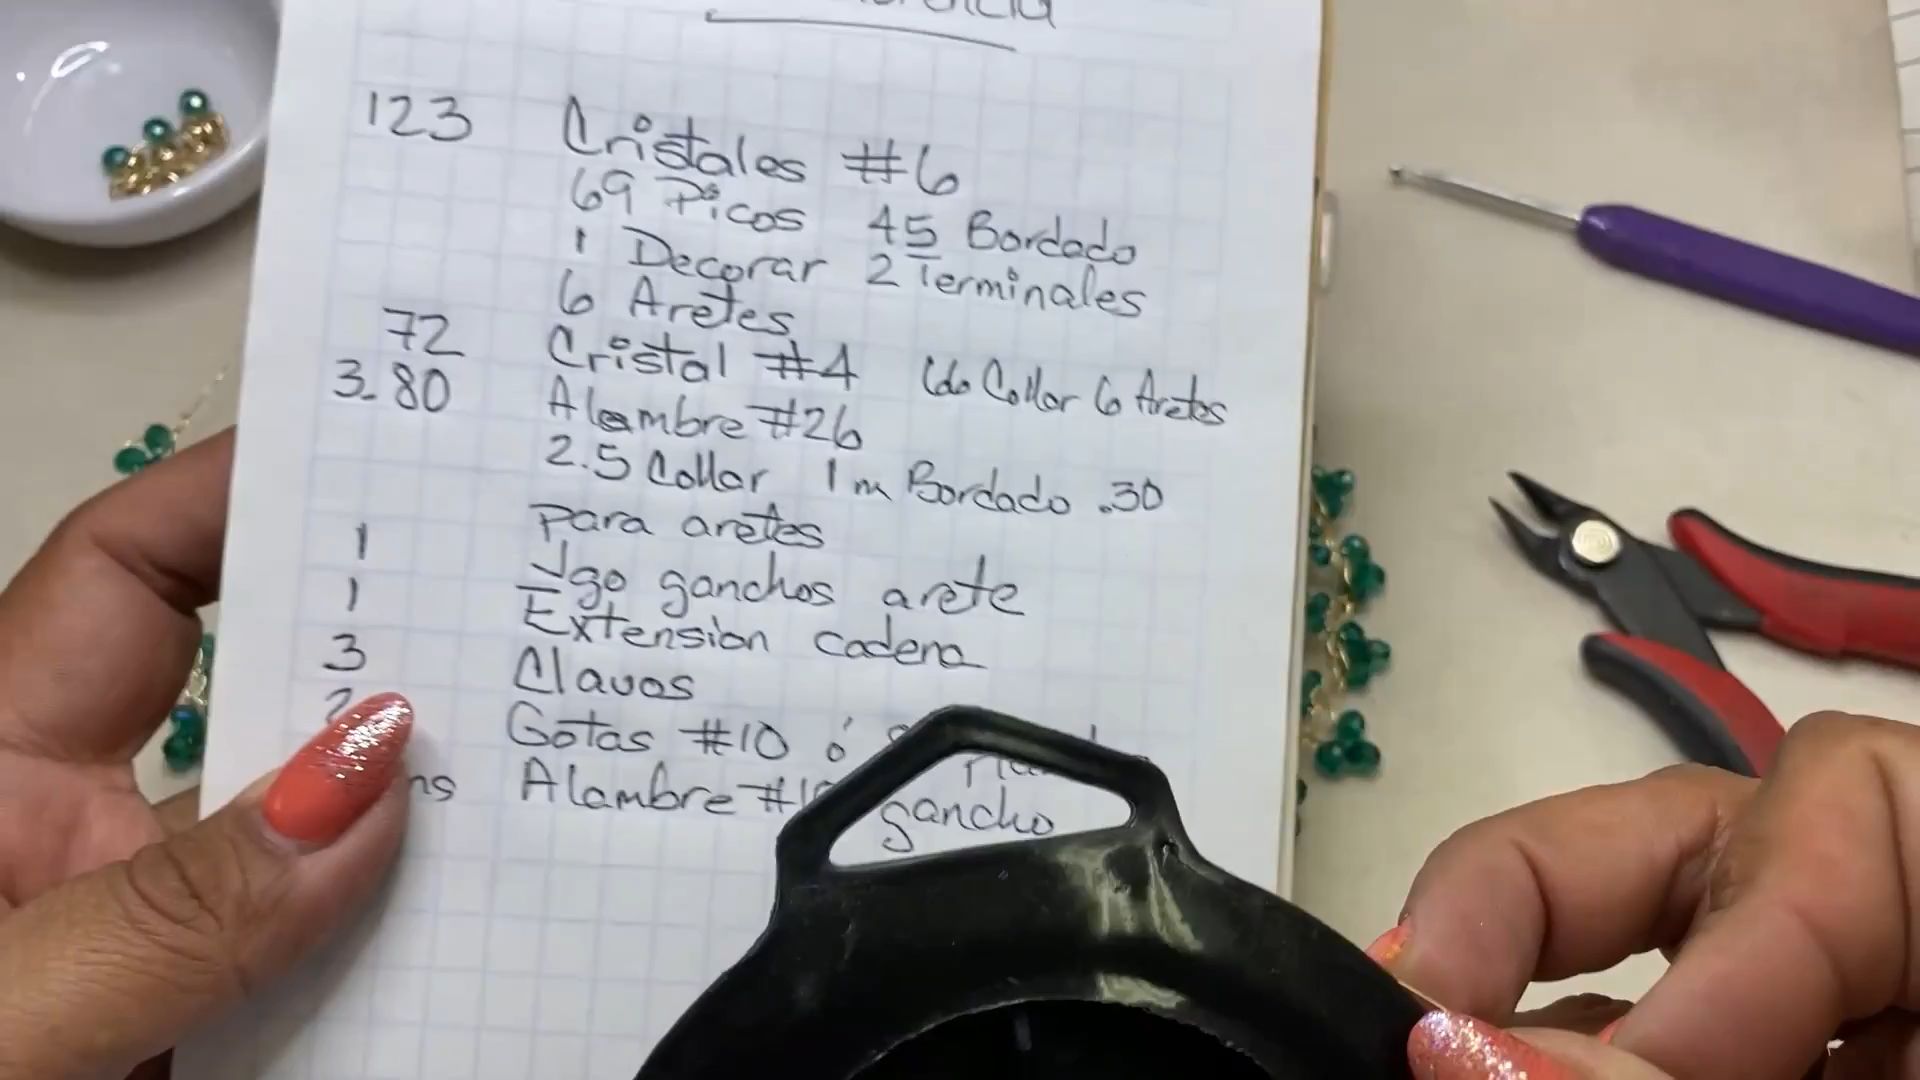 123 Cristales #6
69 Picos 45 Bordado
1 Decorar 2 Terminales
6 Aretes
72 Cristal #4 Collar 6 Aretes
3.80 Alambre #26
2.5 Collar 1m Bordado .30
para aretes
1 Jgo ganchos arete
1 Extension cadena
3 Clavos
Gotas #10 ó
Alambre gancho